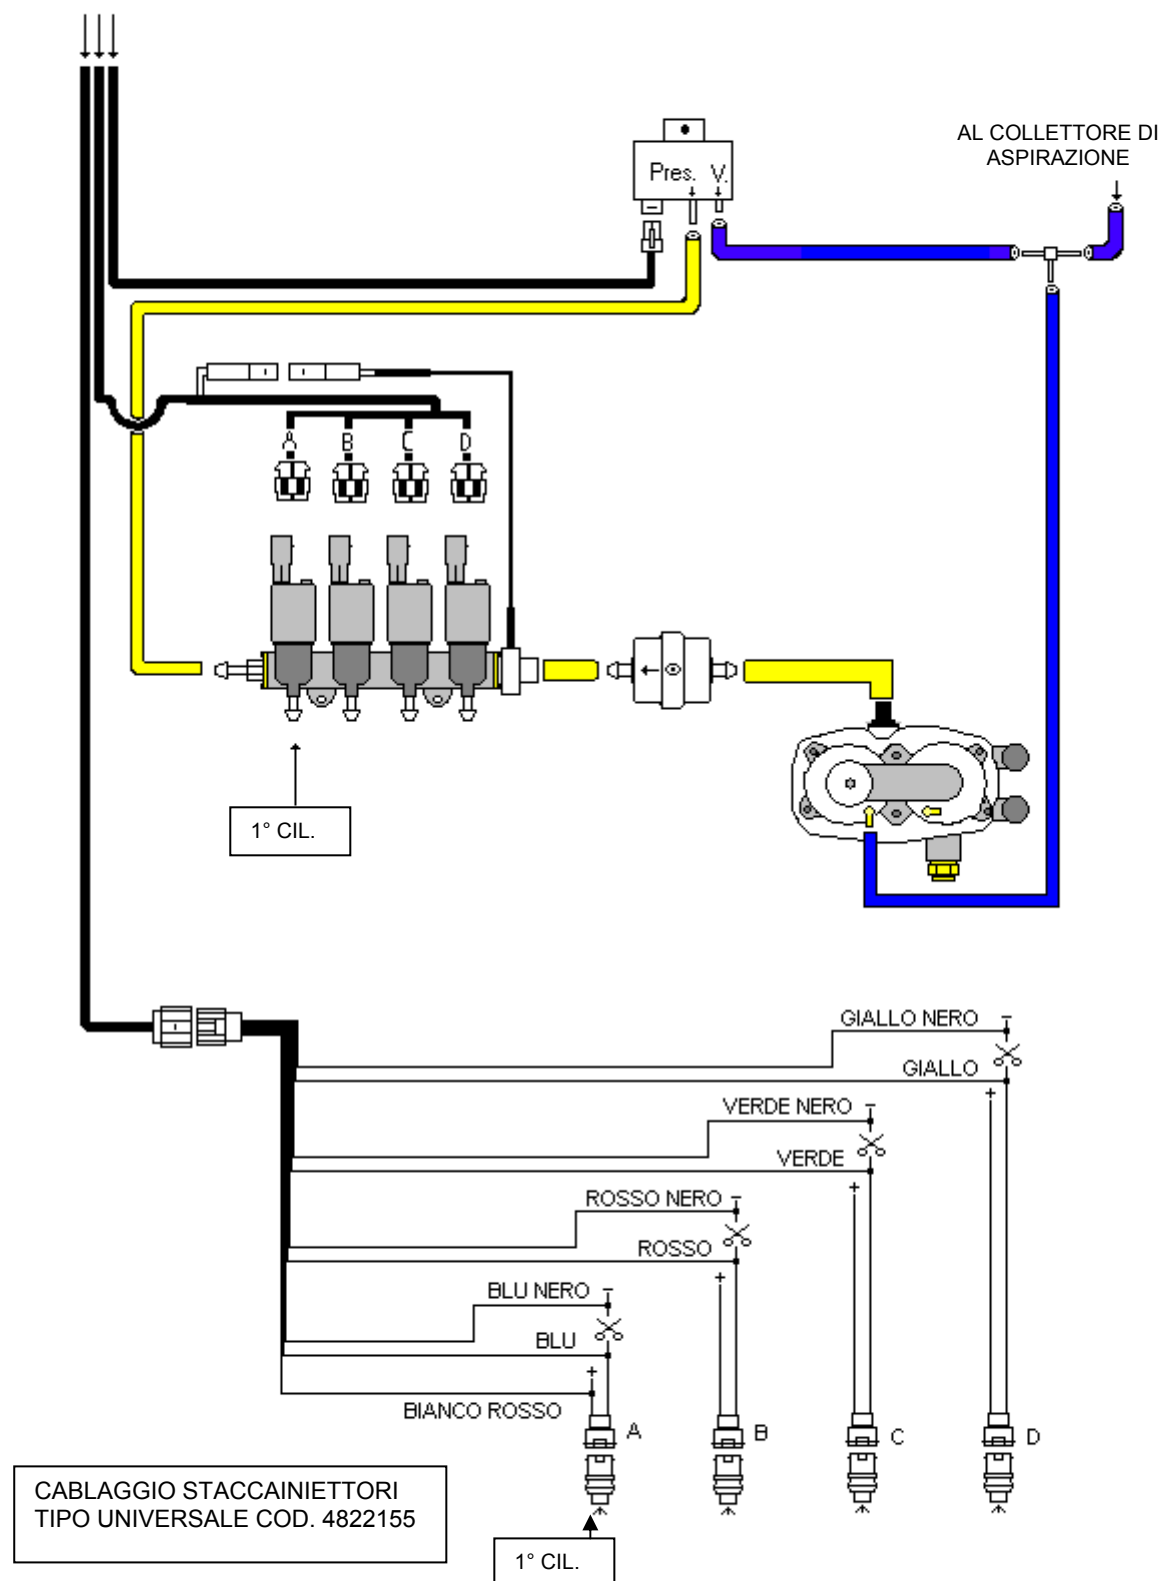 AL COLLETTORE DI
ASPIRAZIONE
Pres. V.
A B C D
1° CIL.
GIALLO NERO -
GIALLO
+
VERDE NERO -
VERDE
+
ROSSO NERO -
ROSSO
+
BLU NERO -
BLU
+
BIANCO ROSSO
A B C D
CABLAGGIO STACCAINIETTORI
TIPO UNIVERSALE COD. 4822155
1° CIL.